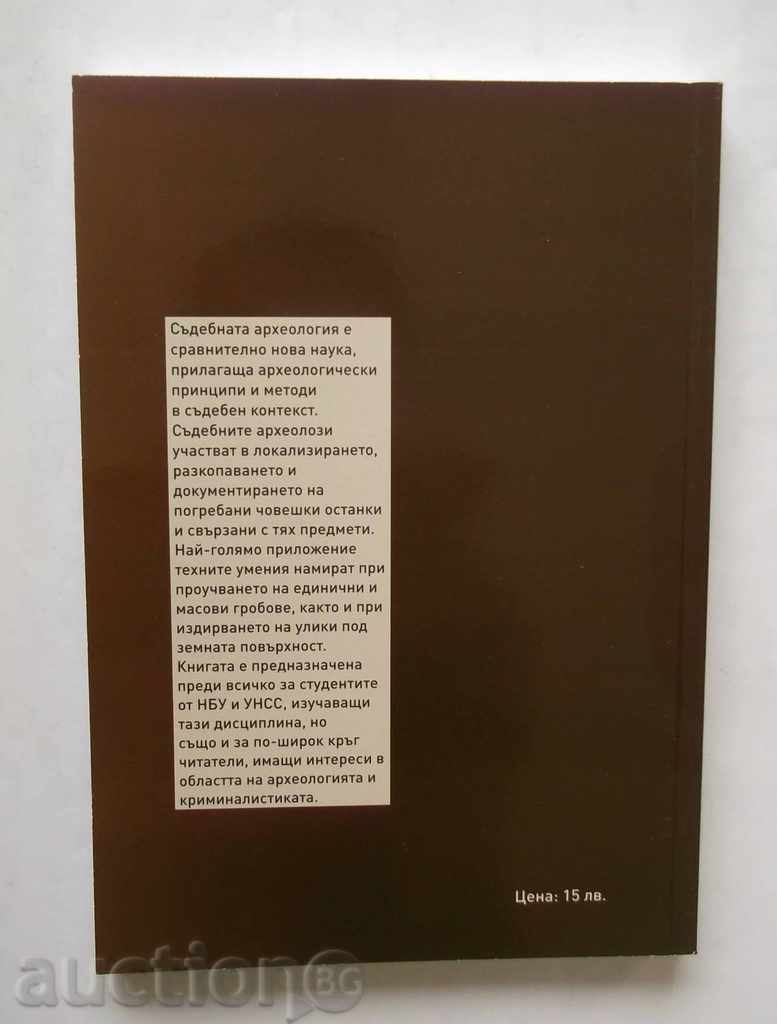 Съдебната археология е
сравнително нова наука,
прилагаща археологически
принципи и методи
в съдебен контекст.
Съдебните археолози
участват в локализирането,
разкопаването и
документирането на
погребани човешки останки
и свързани с тях предмети.
Най-голямо приложение
техните умения намират при
проучването на единични и
масови гробове, както и при
издирването на улики под
земната повърхност.
Книгата е предназначена
преди всичко за студентите
от НБУ и УНСС, изучаващи
тази дисциплина, но
също и за по-широк кръг
читатели, имащи интереси в
областта на археологията и
криминалистиката.
Цена: 15 лв.
auction BG